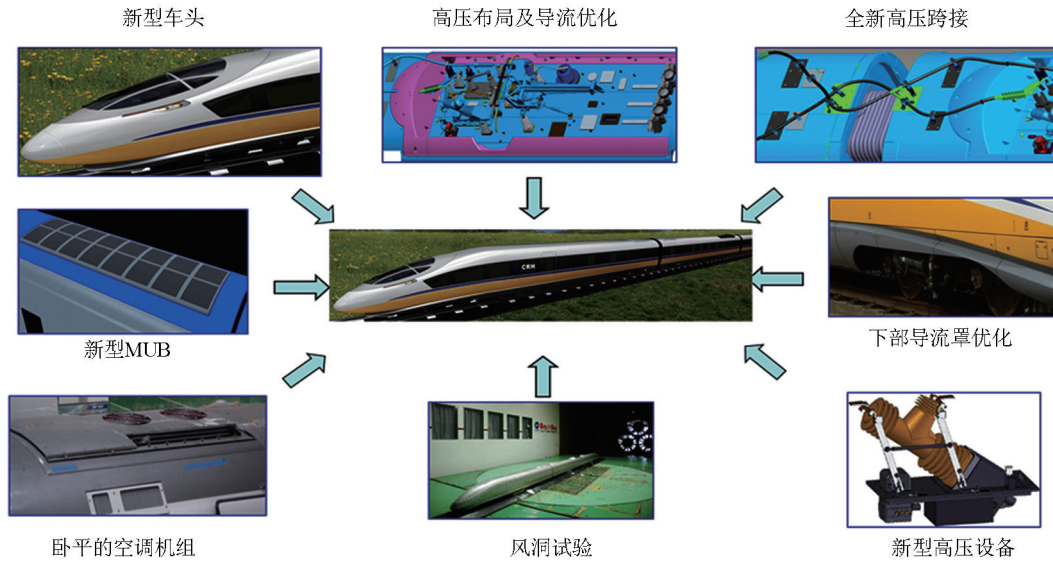 新型车头
高压布局及导流优化
全新高压跨接
CRH
新型MUB
下部导流罩优化
卧平的空调机组
风洞试验
新型高压设备